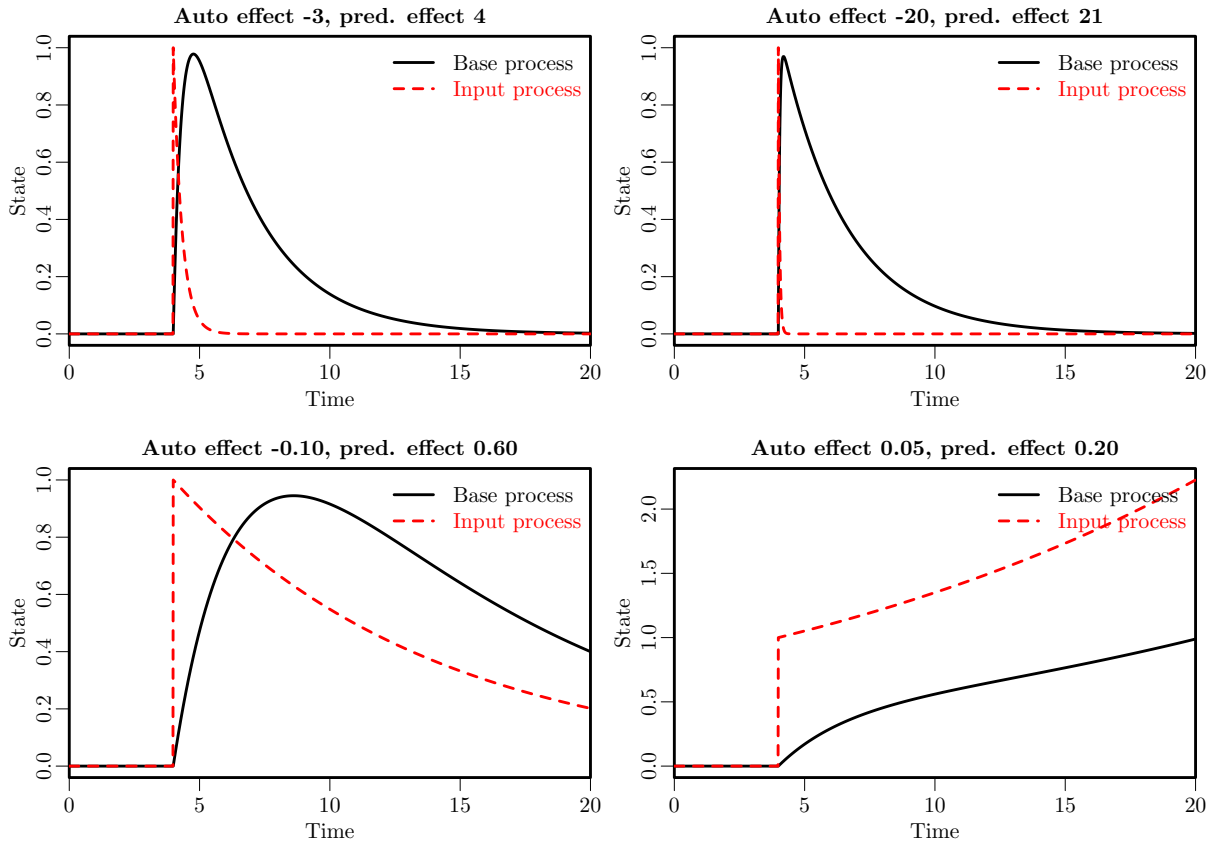 Auto effect -3, pred. effect 4
State
0.0 0.2 0.4 0.6 0.8 1.0
Base process
Input process
0 5 10 15 20
Time
Auto effect -20, pred. effect 21
State
0.0 0.2 0.4 0.6 0.8 1.0
Base process
Input process
0 5 10 15 20
Time
Auto effect -0.10, pred. effect 0.60
State
0.0 0.2 0.4 0.6 0.8 1.0
Base process
Input process
0 5 10 15 20
Time
Auto effect 0.05, pred. effect 0.20
State
0.0 0.5 1.0 1.5 2.0
Base process
Input process
0 5 10 15 20
Time